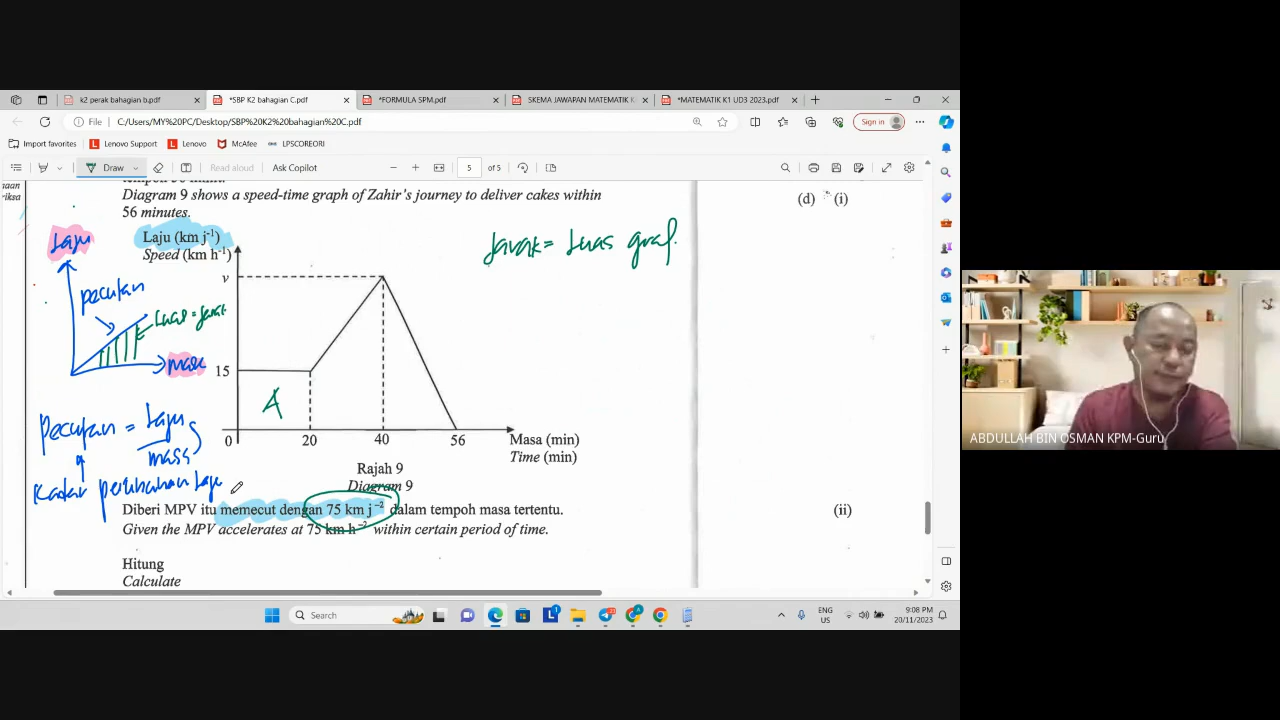 k2 perak bahagian b.pdf
*SBP K2 bahagian C.pdf
*FORMULA SPM.pdf
SKEMA JAWAPAN MATEMATIK K
*MATEMATIK K1 UD3 2023.pdf
File
C:/Users/MY%20PC/Desktop/SBP%20K2%20bahagian%20C.pdf
Sign in
Import favorites
Lenovo Support
Lenovo
McAfee
LPSCOREORI
Draw
Read aloud
Ask Copilot
5
of 5
Diagram 9 shows a speed-time graph of Zahir's journey to deliver cakes within
56 minutes.
(d) (i)
Laju
Laju (km j⁻¹)
Speed (km h⁻¹)
Jarak = Luas graf.
v
pecutan
Luas = Jarak
masa
15
A
0
20
40
56
Masa (min)
Time (min)
Pecutan = Laju
masa
Kadar perubahan laju
Rajah 9
Diagram 9
Diberi MPV itu memecut dengan 75 km j⁻² dalam tempoh masa tertentu.
Given the MPV accelerates at 75 km h⁻² within certain period of time.
(ii)
Hitung
Calculate
Search
ENG
US
9:08 PM
20/11/2023
ABDULLAH BIN OSMAN KPM-Guru